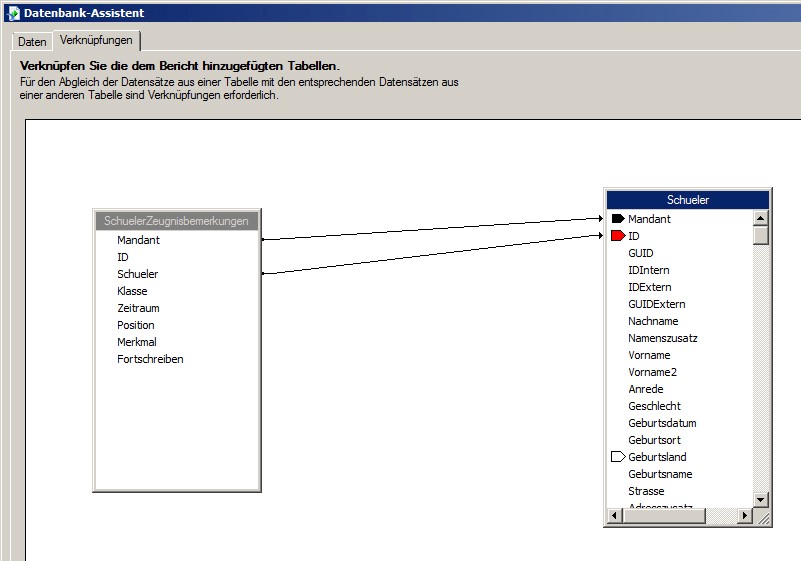 Datenbank-Assistent
Daten
Verknüpfungen
Verknüpfen Sie die dem Bericht hinzugefügten Tabellen.
Für den Abgleich der Datensätze aus einer Tabelle mit den entsprechenden Datensätzen aus
einer anderen Tabelle sind Verknüpfungen erforderlich.
SchuelerZeugnisbemerkungen
Mandant
ID
Schueler
Klasse
Zeitraum
Position
Merkmal
Fortschreiben
Schueler
Mandant
ID
GUID
IDIntern
IDExtern
GUIDExtern
Nachname
Namenszusatz
Vorname
Vorname2
Anrede
Geschlecht
Geburtsdatum
Geburtsort
Geburtsland
Geburtsname
Strasse
Adresszusatz